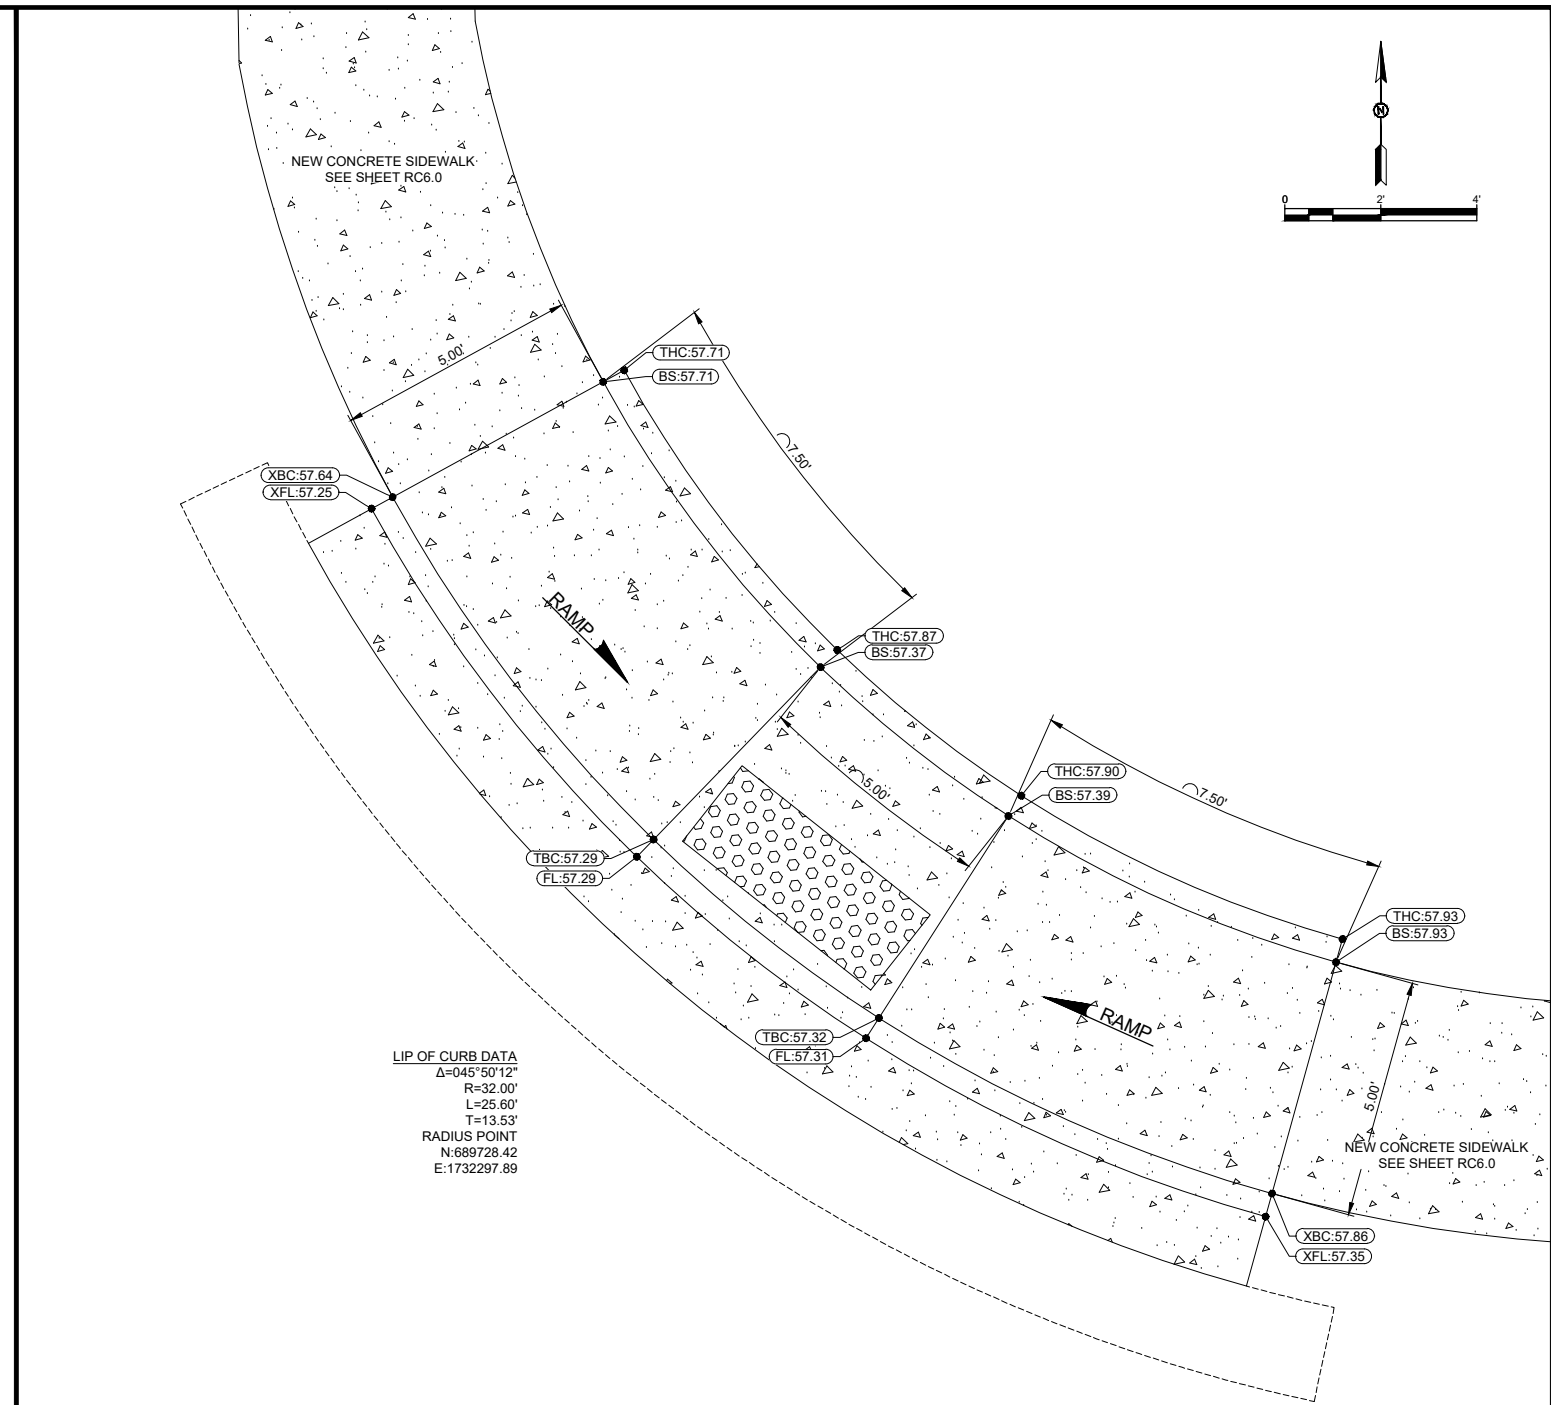 N
0 2' 4'
NEW CONCRETE SIDEWALK
SEE SHEET RC6.0
5.00'
THC:57.71
BS:57.71
7.50'
XBC:57.64
XFL:57.25
RAMP
THC:57.87
BS:57.37
5.00'
THC:57.90
BS:57.39
7.50'
TBC:57.29
FL:57.29
THC:57.93
BS:57.93
RAMP
TBC:57.32
FL:57.31
5.00'
NEW CONCRETE SIDEWALK
SEE SHEET RC6.0
XBC:57.86
XFL:57.35
LIP OF CURB DATA
Δ=045°50'12"
R=32.00'
L=25.60'
T=13.53'
RADIUS POINT
N:689728.42
E:1732297.89